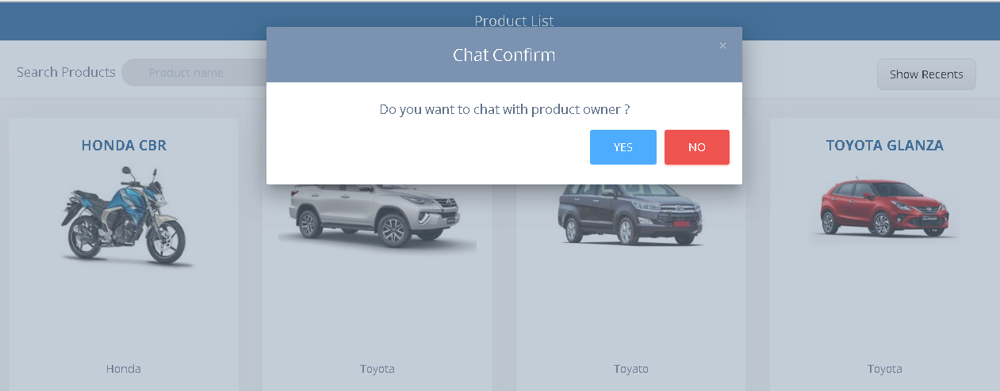 Product List
Chat Confirm
×
Search Products
Product name
Show Recents
Do you want to chat with product owner ?
YES
NO
HONDA CBR
TOYOTA GLANZA
Honda
Toyota
Toyato
Toyota